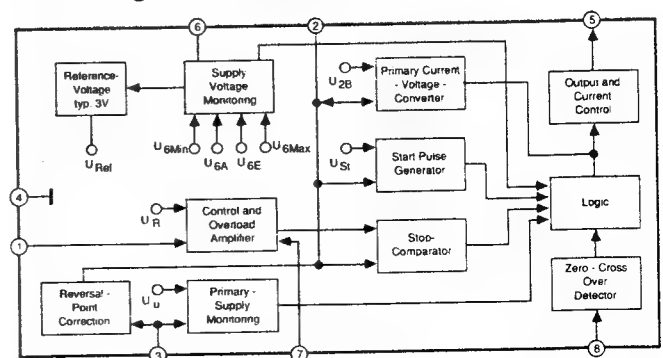 6
2
5
Reference-
Voltage
typ. 3V
Supply
Voltage
Monitoring
U2B
Primary Current
- Voltage -
Converter
Output and
Current
Control
URef
U6Min
U6A
U6E
U6Max
USt
Start Pulse
Generator
4
UR
Control and
Overload
Amplifier
Logic
1
Stop-
Comparator
Reversal -
Point
Correction
Uu
Primary -
Supply
Monitoring
Zero - Cross
Over
Detector
3
7
8